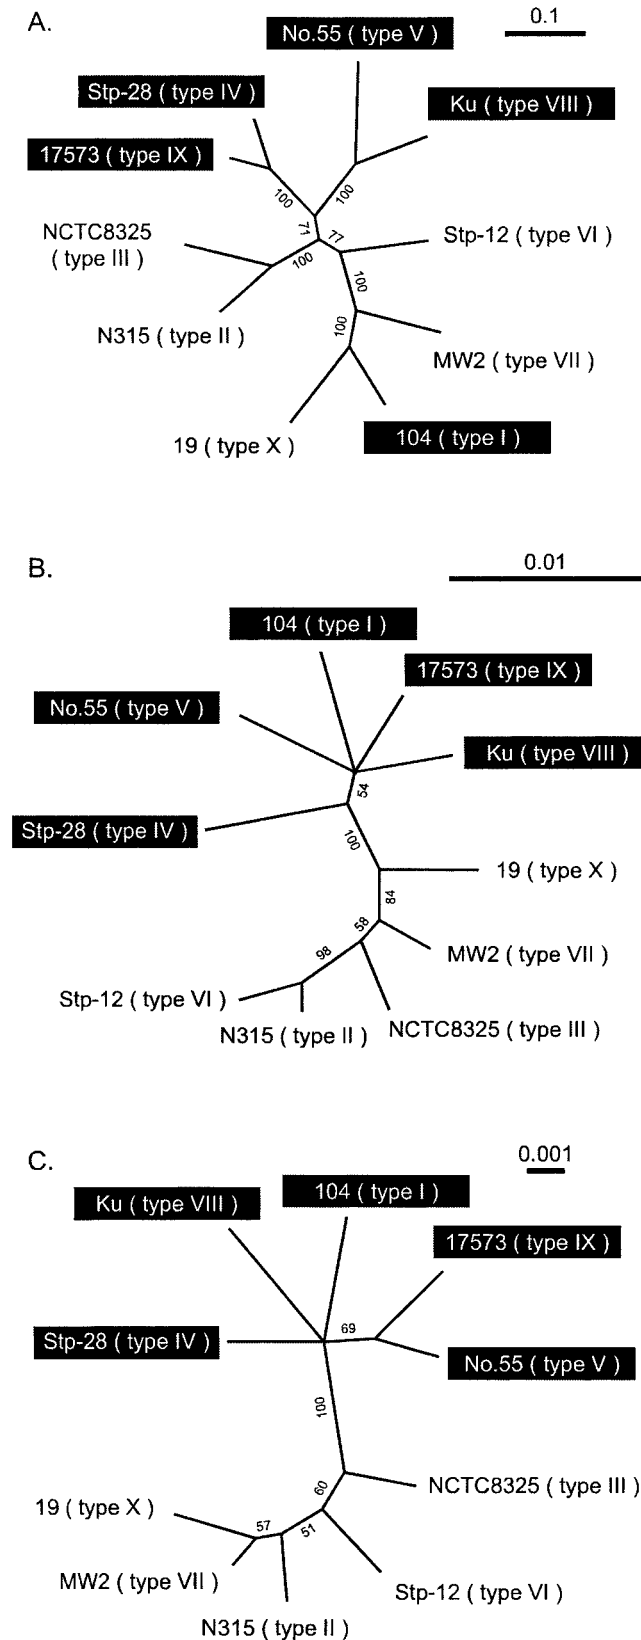 A.
0.1
No.55 ( type V )
Stp-28 ( type IV )
Ku ( type VIII )
17573 ( type IX )
100
100
NCTC8325
( type III )
71
77
Stp-12 ( type VI )
100
100
N315 ( type II )
100
MW2 ( type VII )
19 ( type X )
104 ( type I )
B.
0.01
104 ( type I )
17573 ( type IX )
No.55 ( type V )
Ku ( type VIII )
54
Stp-28 ( type IV )
100
19 ( type X )
84
58
98
MW2 ( type VII )
Stp-12 ( type VI )
N315 ( type II )
NCTC8325 ( type III )
C.
0.001
Ku ( type VIII )
104 ( type I )
17573 ( type IX )
69
Stp-28 ( type IV )
No.55 ( type V )
100
NCTC8325 ( type III )
60
19 ( type X )
57
51
MW2 ( type VII )
Stp-12 ( type VI )
N315 ( type II )